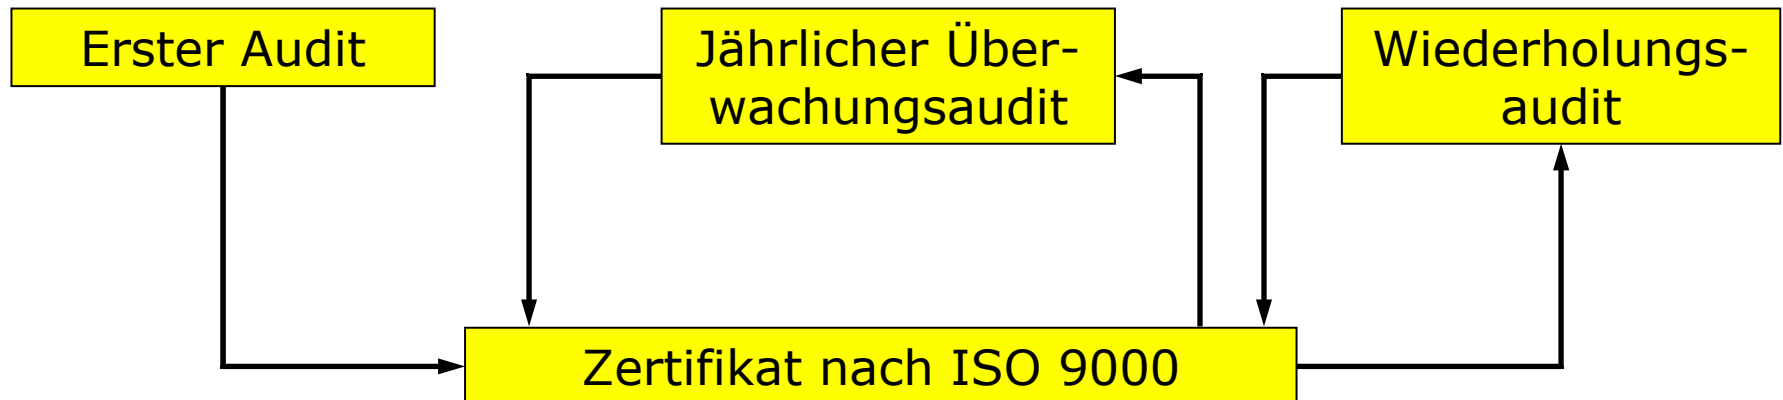 Erster Audit
Jährlicher Über-
wachungsaudit
Wiederholungs-
audit
Zertifikat nach ISO 9000